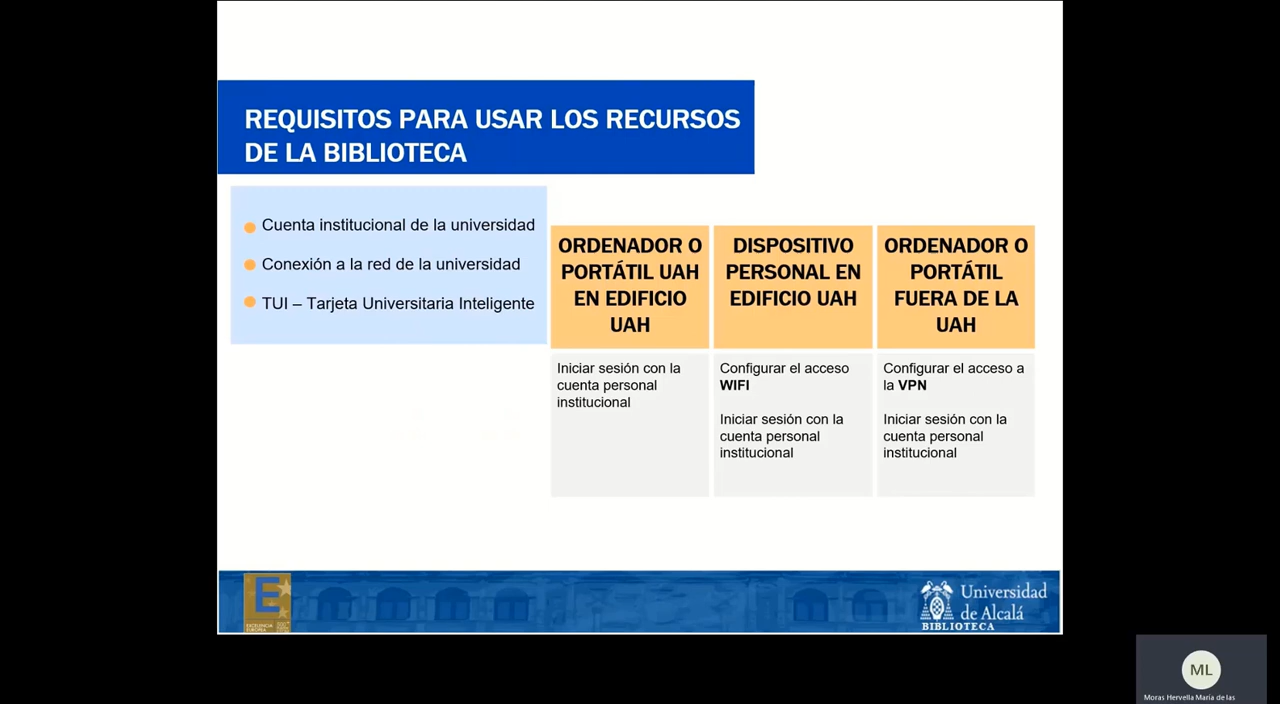 REQUISITOS PARA USAR LOS RECURSOS
DE LA BIBLIOTECA
Cuenta institucional de la universidad
Conexión a la red de la universidad
TUI – Tarjeta Universitaria Inteligente
ORDENADOR O
PORTÁTIL UAH
EN EDIFICIO
UAH
Iniciar sesión con la
cuenta personal
institucional
DISPOSITIVO
PERSONAL EN
EDIFICIO UAH
Configurar el acceso
WIFI
Iniciar sesión con la
cuenta personal
institucional
ORDENADOR O
PORTÁTIL
FUERA DE LA
UAH
Configurar el acceso a
la VPN
Iniciar sesión con la
cuenta personal
institucional
E
EXCELENCIA
EUROPEA
Universidad
de Alcalá
BIBLIOTECA
ML
Moras Hervella María de las